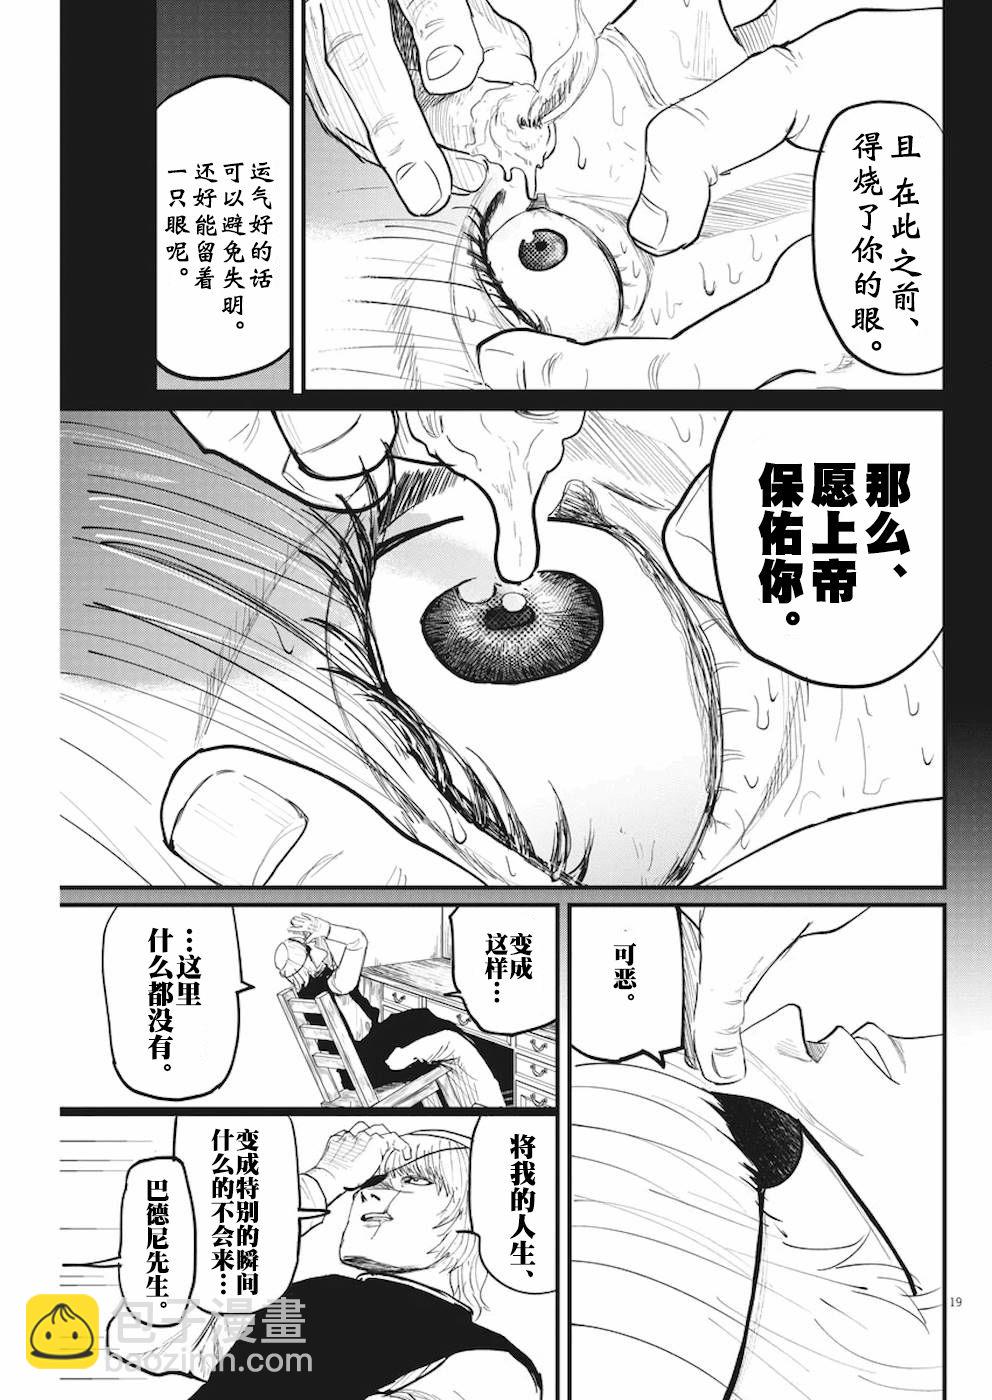 且 在此之前、
得烧了你的眼。
运气好的话
可以避免失明。
还好能留着
一只眼呢。
那么、
愿上帝
保佑你。
可恶。
变成
这样…
…这里
什么都没有。
将我的人生、
变成特别的瞬间
什么的不会来…
巴德尼先生。
19
包子漫畫
baozimh.com